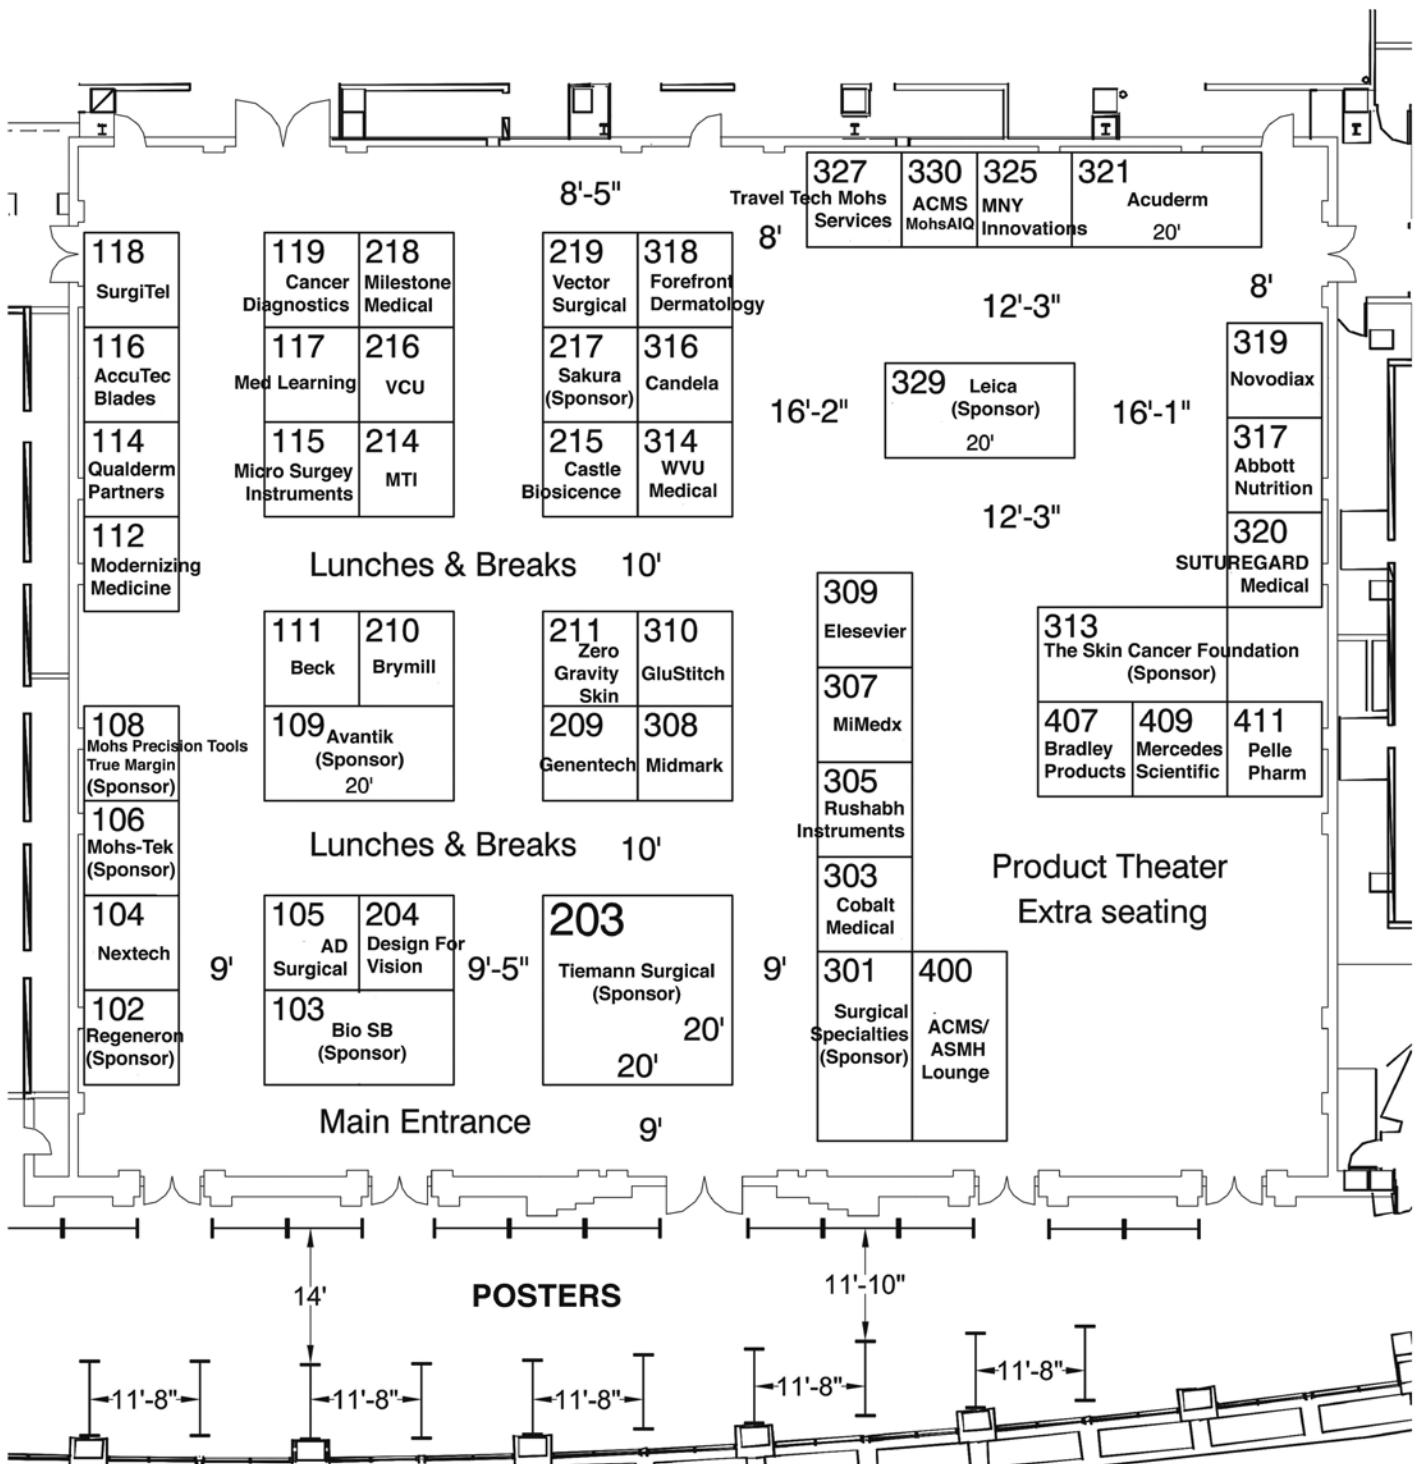 8'-5"
327
Travel Tech Mohs
Services
330
ACMS
MohsAIQ
325
MNY
Innovations
321
Acuderm
20'
8'
118
SurgiTel
119
Cancer
Diagnostics
218
Milestone
Medical
219
Vector
Surgical
318
Forefront
Dermatology
12'-3"
8'
116
AccuTec
Blades
117
Med Learning
216
VCU
217
Sakura
(Sponsor)
316
Candela
16'-2"
329
Leica
(Sponsor)
20'
16'-1"
319
Novodiax
114
Qualderm
Partners
115
Micro Surgey
Instruments
214
MTI
215
Castle
Biosicence
314
WVU
Medical
317
Abbott
Nutrition
12'-3"
112
Modernizing
Medicine
Lunches & Breaks 10'
320
SUTUREGARD
Medical
111
Beck
210
Brymill
211
Zero
Gravity
Skin
310
GluStitch
309
Elesevier
313
The Skin Cancer Foundation
(Sponsor)
108
Mohs Precision Tools
True Margin
(Sponsor)
109
Avantik
(Sponsor)
20'
209
Genentech
308
Midmark
307
MiMedx
407
Bradley
Products
409
Mercedes
Scientific
411
Pelle
Pharm
106
Mohs-Tek
(Sponsor)
Lunches & Breaks 10'
305
Rushabh
Instruments
Product Theater
Extra seating
104
Nextech
9'
105
AD
Surgical
204
Design For
Vision
9'-5"
203
Tiemann Surgical
(Sponsor)
20'
20'
9'
303
Cobalt
Medical
102
Regeneron
(Sponsor)
103
Bio SB
(Sponsor)
301
Surgical
Specialties
(Sponsor)
400
ACMS/
ASMH
Lounge
Main Entrance
9'
14'
POSTERS
11'-10"
11'-8"
11'-8"
11'-8"
11'-8"
11'-8"